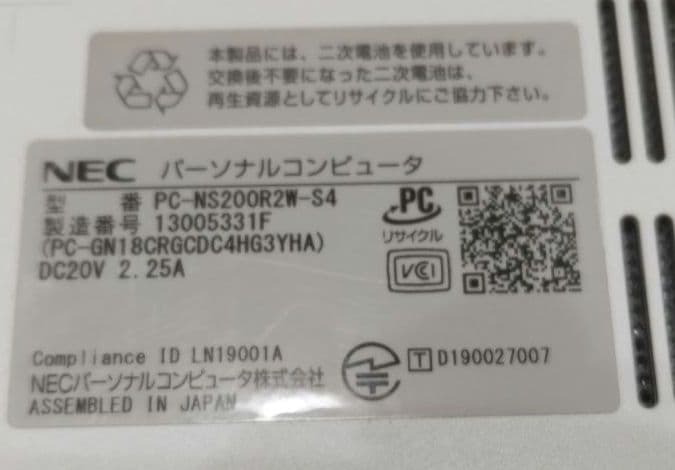 本製品には、二次電池を使用しています。
交換後不要になった二次電池は、
再生資源としてリサイクルにご協力下さい。
NEC パーソナルコンピュータ
型 番 PC-NS200R2W-S4
製造番号 13005331F
(PC-GN18CRGCDC4HG3YHA)
DC20V 2.25A
PC
リサイクル
VCI
Compliance ID LN19001A
NECパーソナルコンピュータ株式会社
ASSEMBLED IN JAPAN
T D190027007